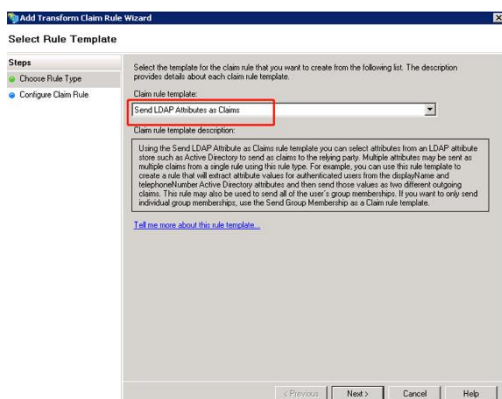 Add Transform Claim Rule Wizard
Select Rule Template
Steps
Choose Rule Type
Configure Claim Rule
Select the template for the claim rule that you want to create from the following list. The description
provides details about each claim rule template.
Claim rule template:
Send LDAP Attributes as Claims
Claim rule template description:
Using the Send LDAP Attribute as Claims rule template you can select attributes from an LDAP attribute
store such as Active Directory to send as claims to the relying party. Multiple attributes may be sent as
multiple claims from a single rule using this rule type. For example, you can use this rule template to
create a rule that will extract attribute values for authenticated users from the displayName and
telephoneNumber Active Directory attributes and then send those values as two different outgoing
claims. This rule may also be used to send all of the user's group memberships. If you want to only send
individual group memberships, use the Send Group Membership as a Claim rule template.
Tell me more about this rule template...
< Previous
Next >
Cancel
Help